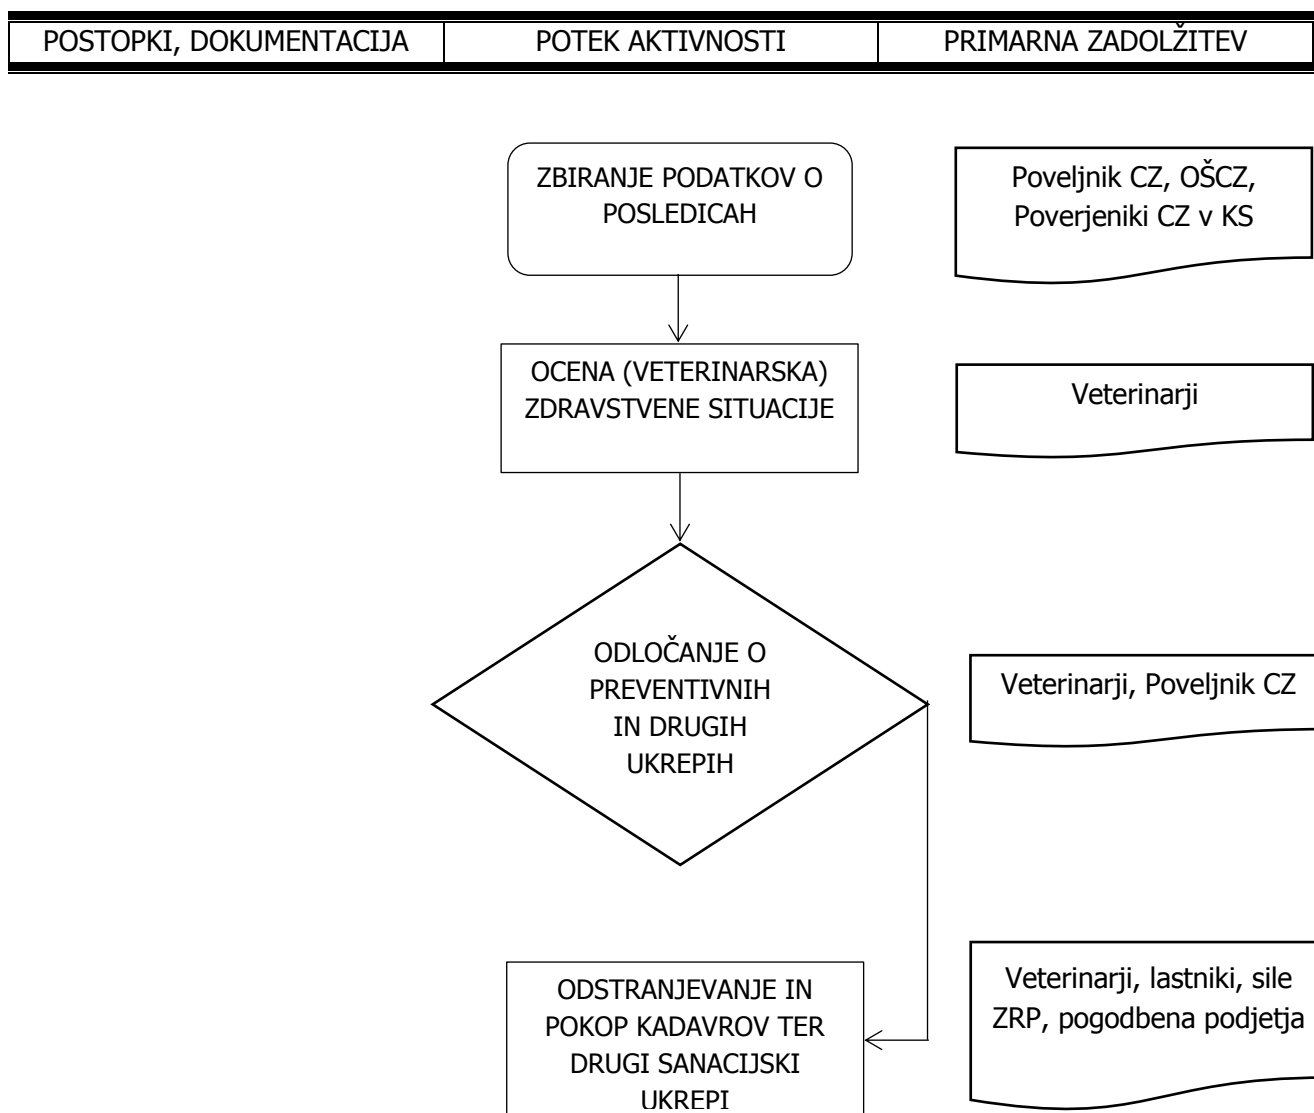 POSTOPKI, DOKUMENTACIJA
POTEK AKTIVNOSTI
PRIMARNA ZADOLŽITEV
ZBIRANJE PODATKOV O
POSLEDICAH
Poveljnik CZ, OŠCZ,
Poverjeniki CZ v KS
OCENA (VETERINARSKA)
ZDRAVSTVENE SITUACIJE
Veterinarji
ODLOČANJE O
PREVENTIVNIH
IN DRUGIH
UKREPIH
Veterinarji, Poveljnik CZ
ODSTRANJEVANJE IN
POKOP KADAVROV TER
DRUGI SANACIJSKI
UKREPI
Veterinarji, lastniki, sile
ZRP, pogodbena podjetja